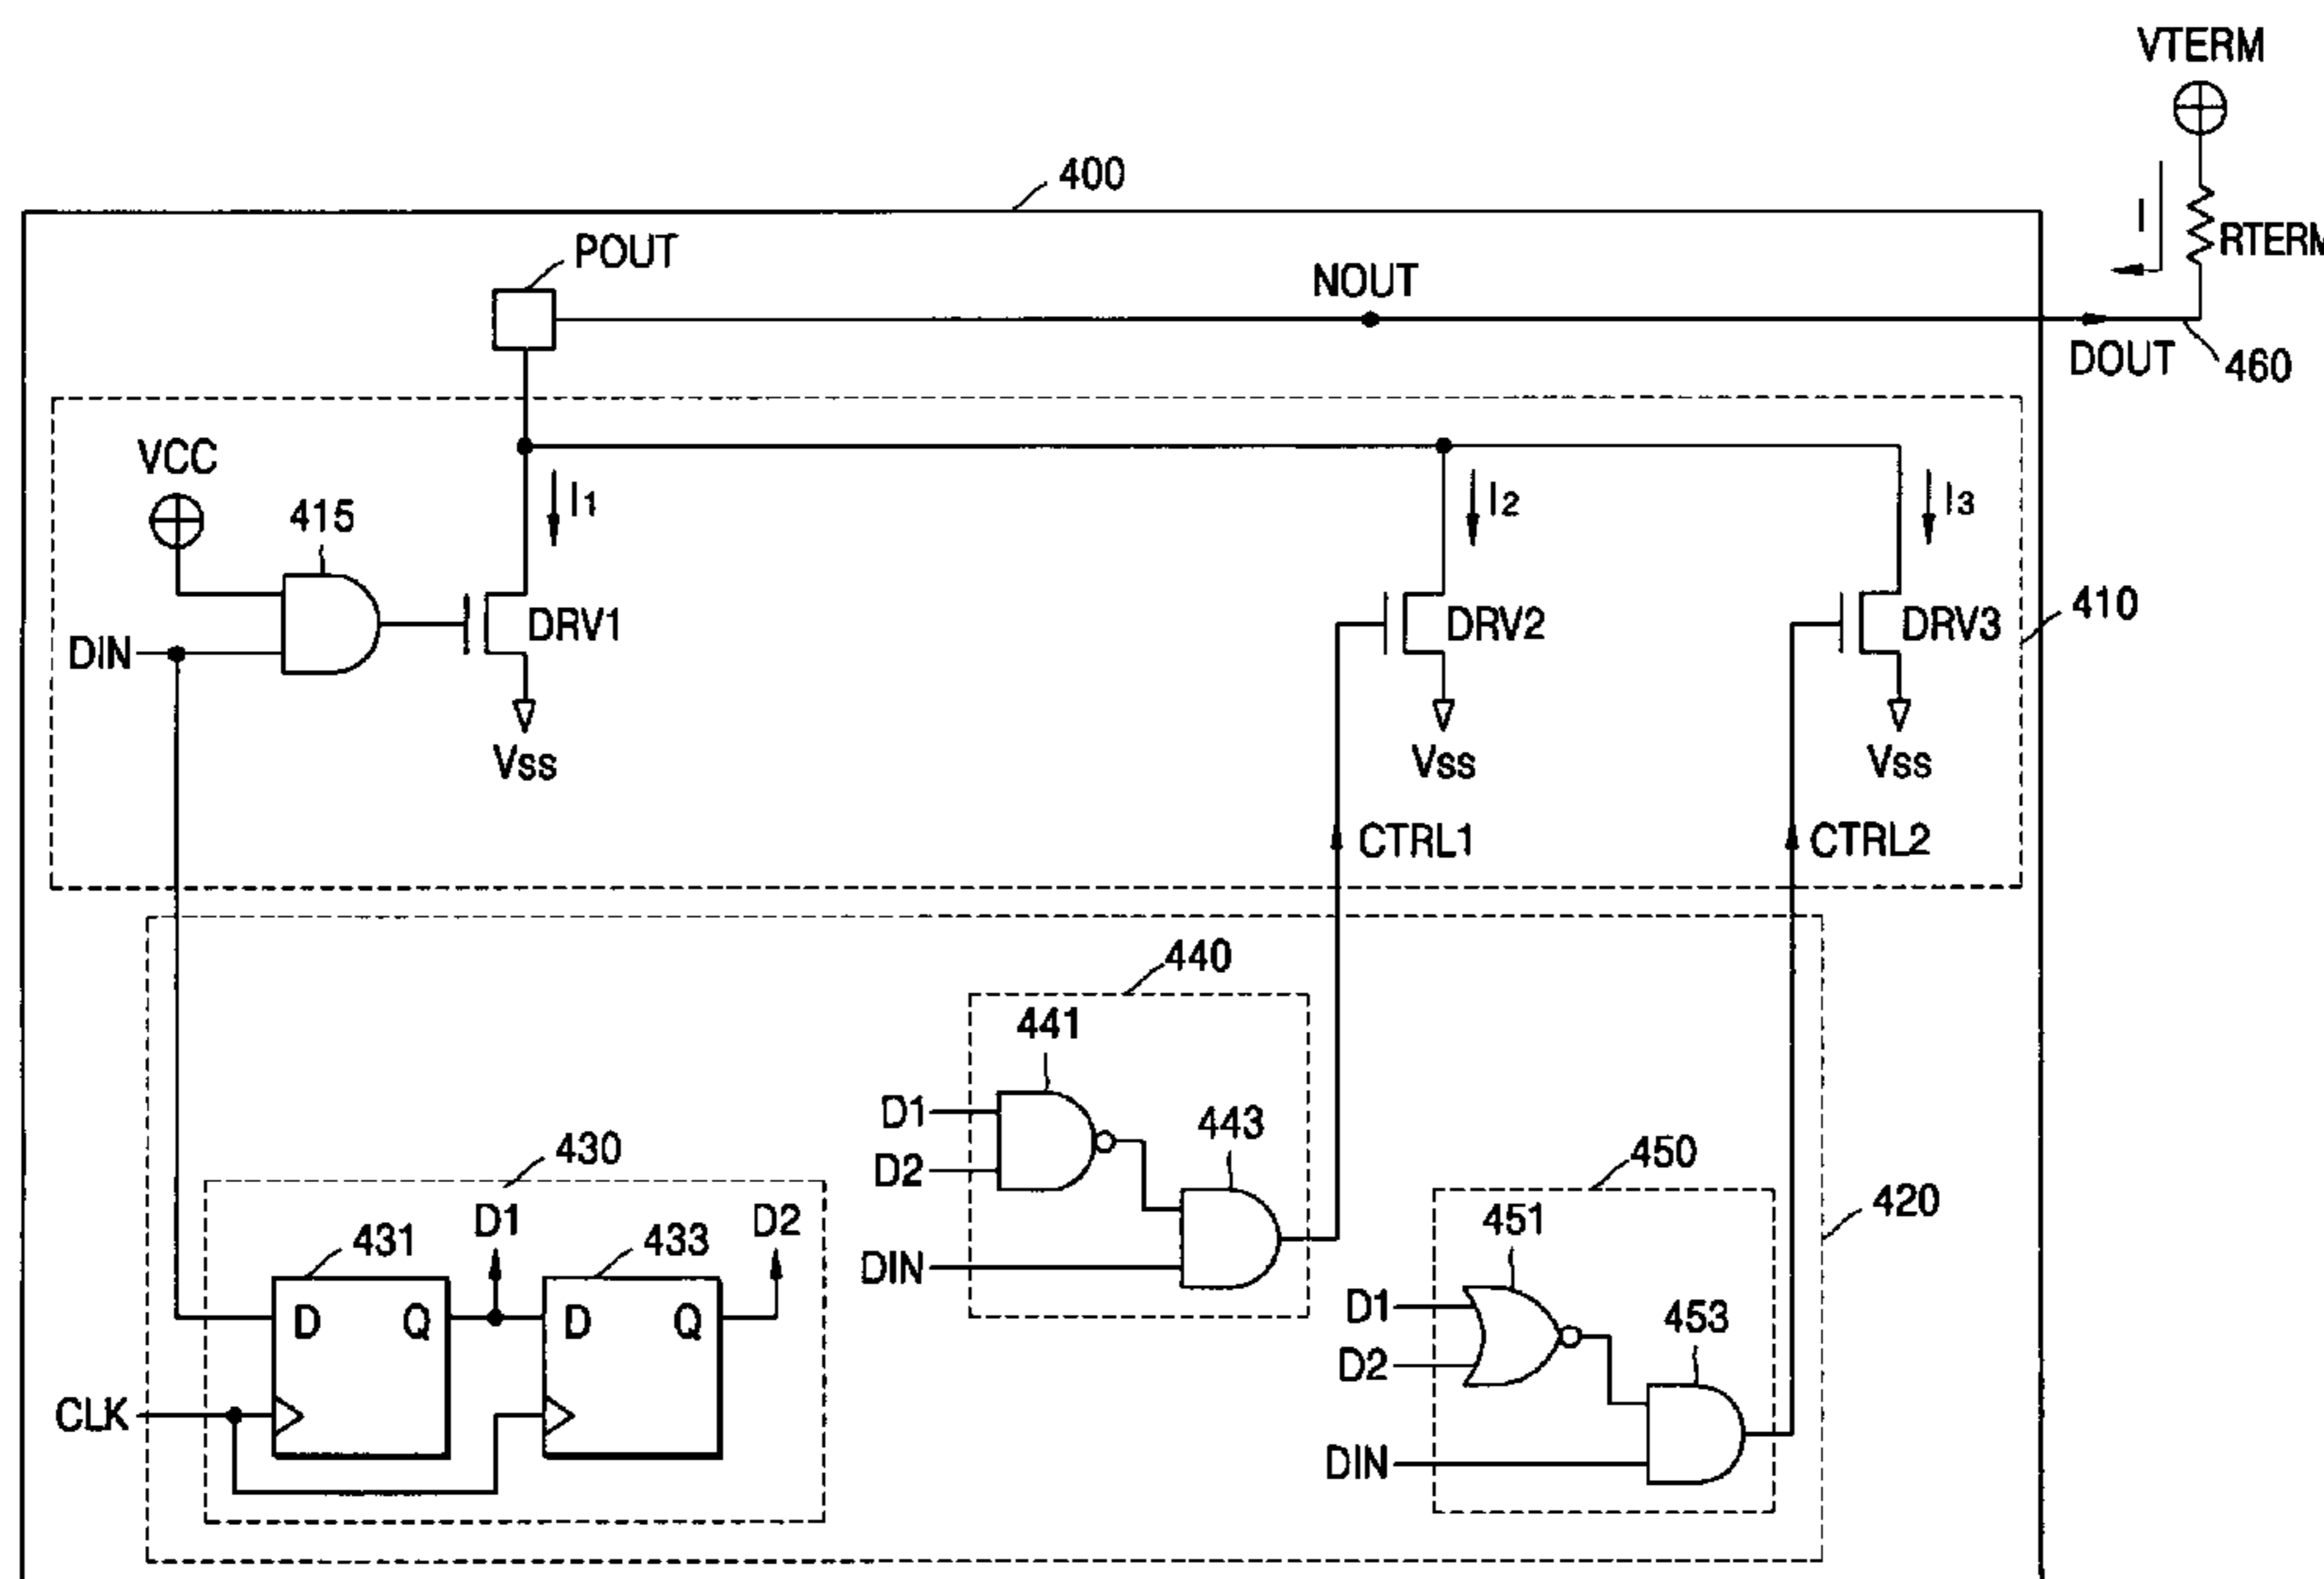 VTERM
400
POUT
I
RTERM
NOUT
DOUT
460
VCC
415
I1
I2
I3
DIN
DRV1
DRV2
DRV3
410
Vss
Vss
Vss
CTRL1
CTRL2
440
441
D1
D2
443
DIN
430
D1
D2
431
433
450
451
420
D Q
D Q
D1
D2
453
CLK
DIN